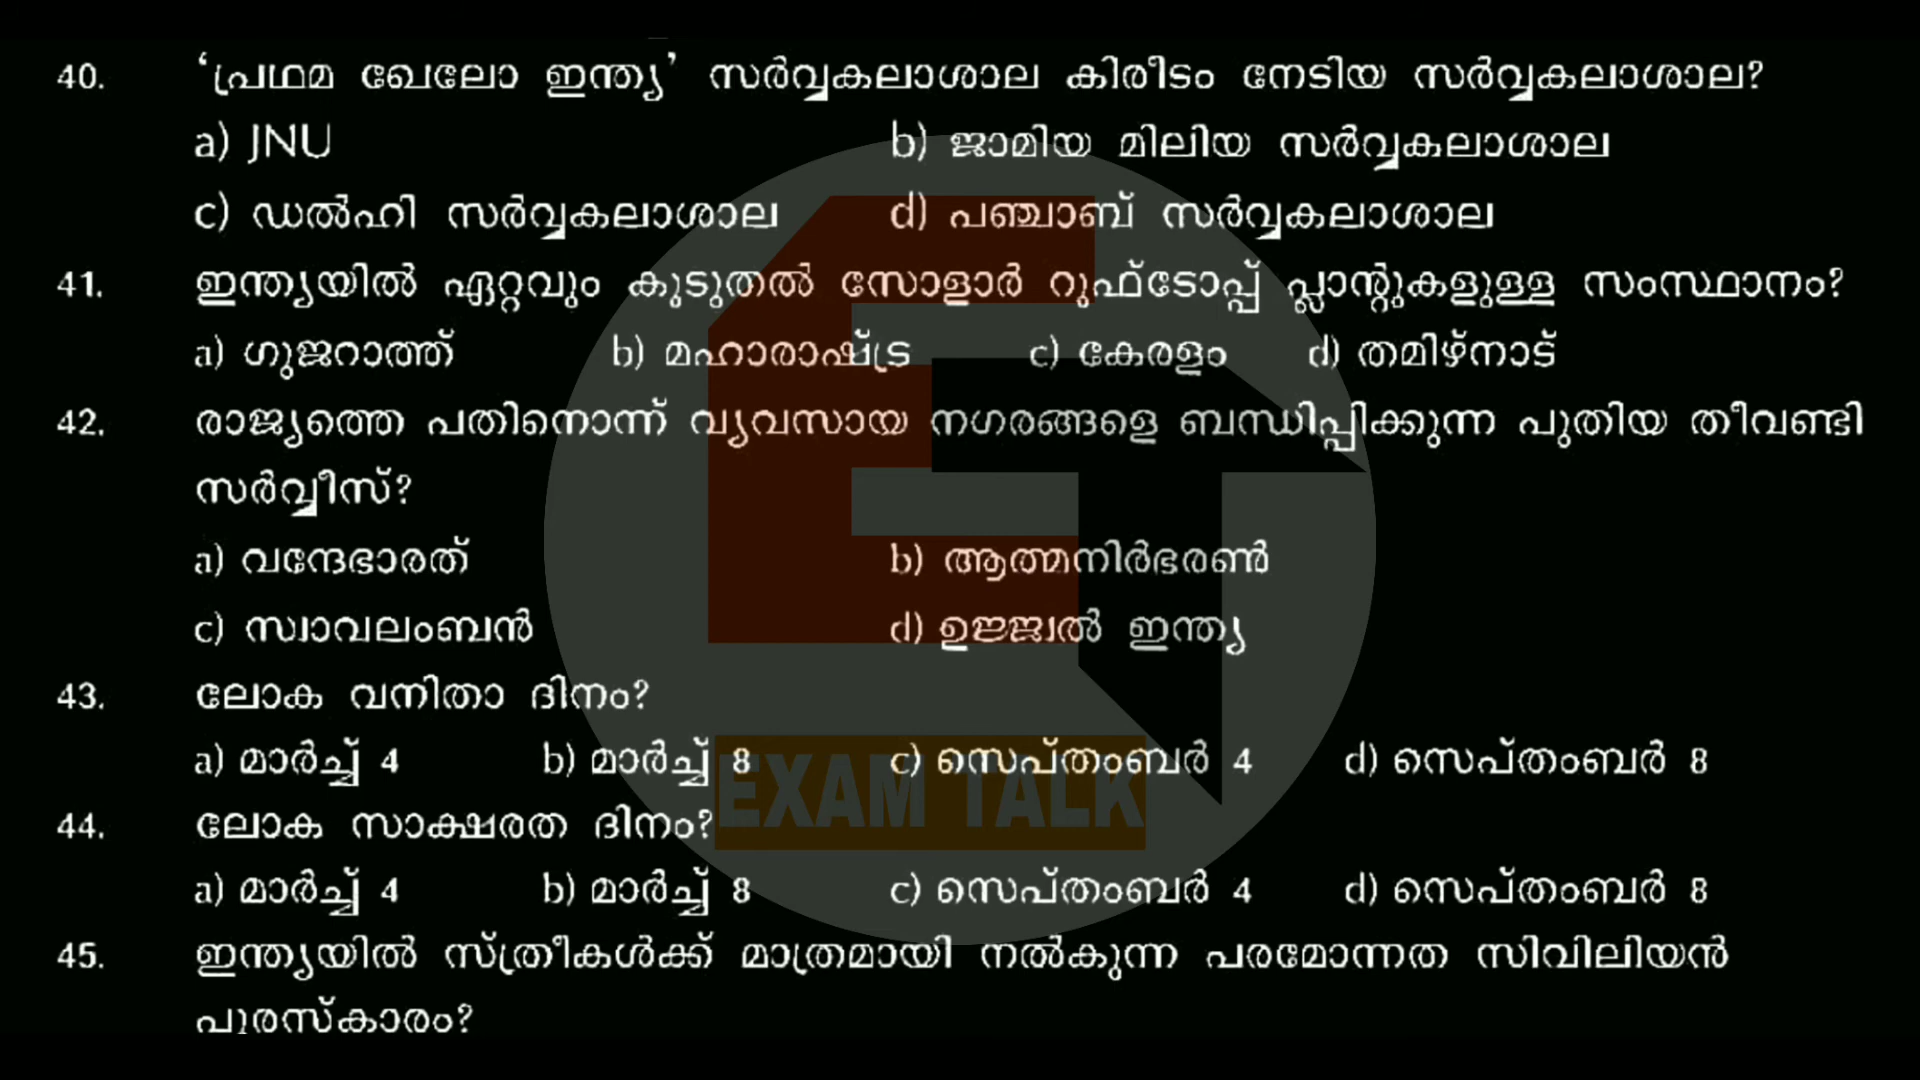 40. ‘പ്രഥമ ഖേലോ ഇന്ത്യ’ സർവ്വകലാശാല കിരീടം നേടിയ സർവ്വകലാശാല?
a) JNU b) ജാമിയ മിലിയ സർവ്വകലാശാല
c) ഡൽഹി സർവ്വകലാശാല d) പഞ്ചാബ് സർവ്വകലാശാല
41. ഇന്ത്യയിൽ ഏറ്റവും കുടുതൽ സോളാർ റുഫ്ടോപ്പ് പ്ലാന്റുകളുള്ള സംസ്ഥാനം?
a) ഗുജറാത്ത് b) മഹാരാഷ്ട്ര c) കേരളം d) തമിഴ്നാട്
42. രാജ്യത്തെ പതിനൊന്ന് വ്യവസായ നഗരങ്ങളെ ബന്ധിപ്പിക്കുന്ന പുതിയ തീവണ്ടി
സർവ്വീസ്?
a) വന്ദേഭാരത് b) ആത്മനിർഭരൺ
c) സ്വാവലംബൻ d) ഉജ്ജ്വൽ ഇന്ത്യ
43. ലോക വനിതാ ദിനം?
a) മാർച്ച് 4 b) മാർച്ച് 8 c) സെപ്തംബർ 4 d) സെപ്തംബർ 8
EXAM TALK
44. ലോക സാക്ഷരത ദിനം?
a) മാർച്ച് 4 b) മാർച്ച് 8 c) സെപ്തംബർ 4 d) സെപ്തംബർ 8
45. ഇന്ത്യയിൽ സ്ത്രീകൾക്ക് മാത്രമായി നൽകുന്ന പരമോന്നത സിവിലിയൻ
പുരസ്കാരം?